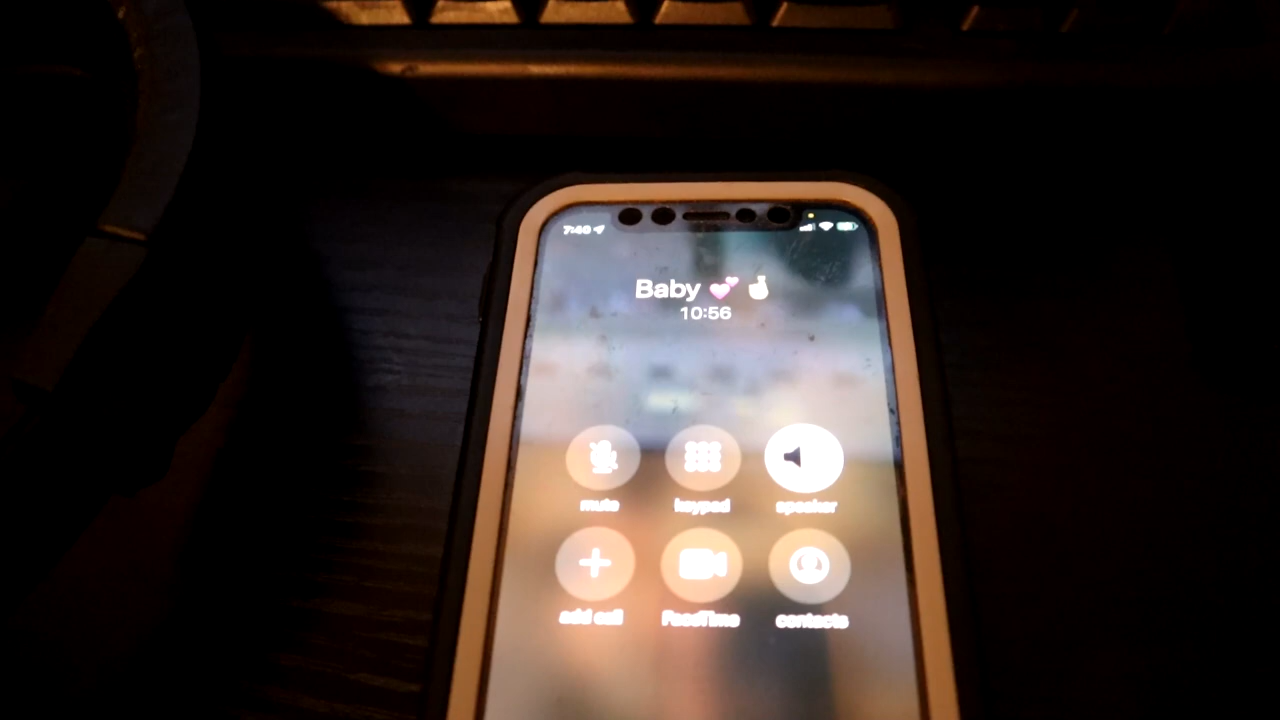 7:40
Baby 💕 🫰
10:56
mute keypad speaker
add call FaceTime contacts